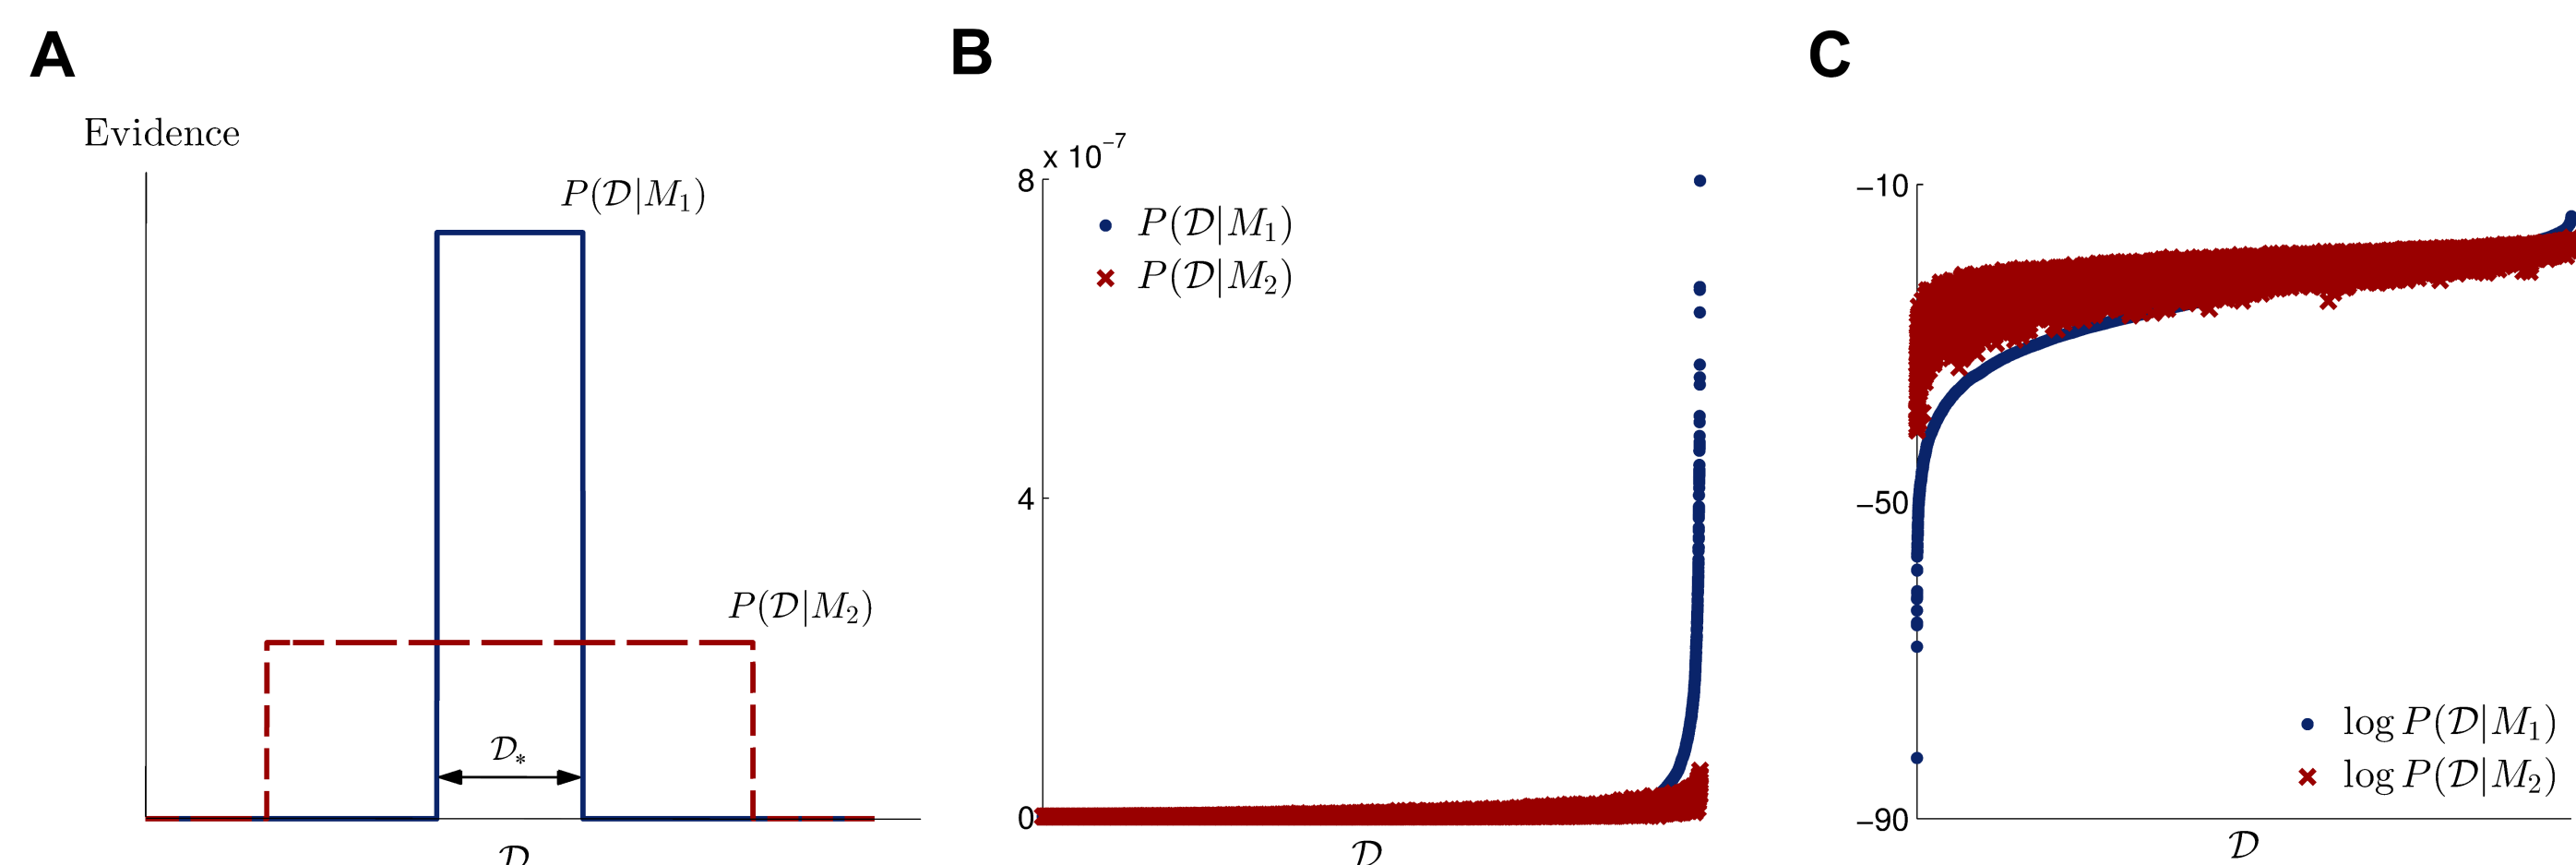 A
Evidence
P(𝒟|M₁)
P(𝒟|M₂)
𝒟*
𝒟
B
x 10⁻⁷
8
4
0
P(𝒟|M₁)
P(𝒟|M₂)
𝒟
C
−10
−50
−90
log P(𝒟|M₁)
log P(𝒟|M₂)
𝒟